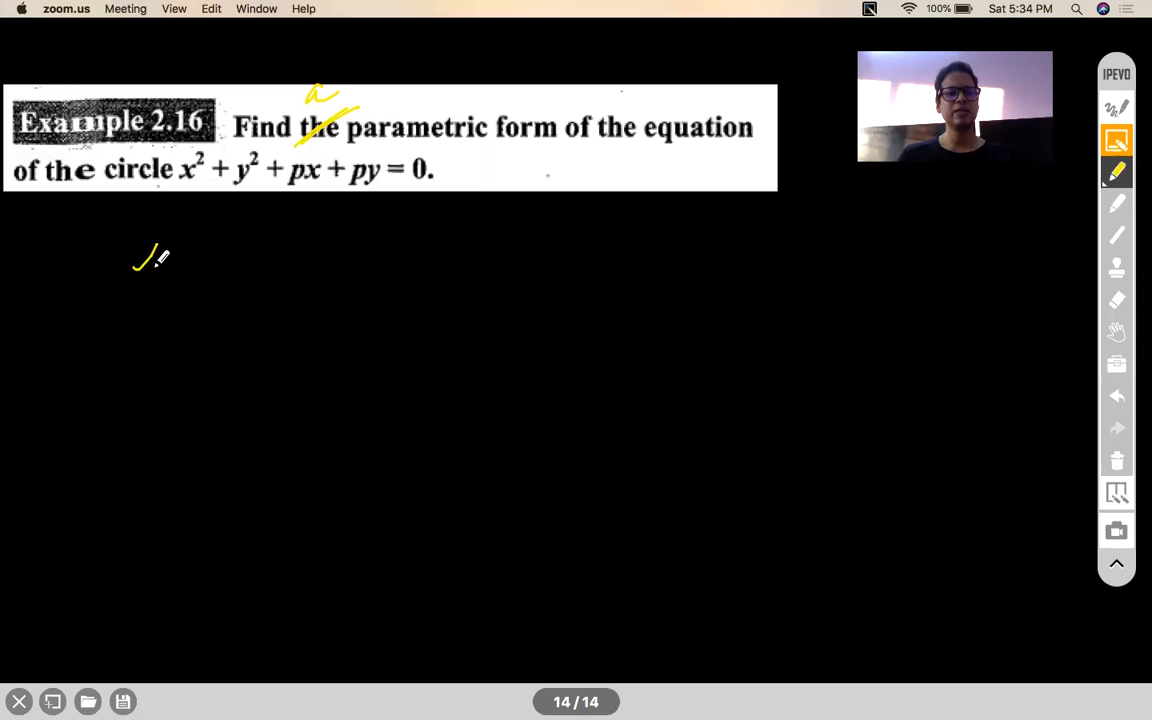 zoom.us Meeting View Edit Window Help 100% Sat 5:34 PM
IPEVO
a
Example 2.16 Find the parametric form of the equation
of the circle x² + y² + px + py = 0.
14 / 14